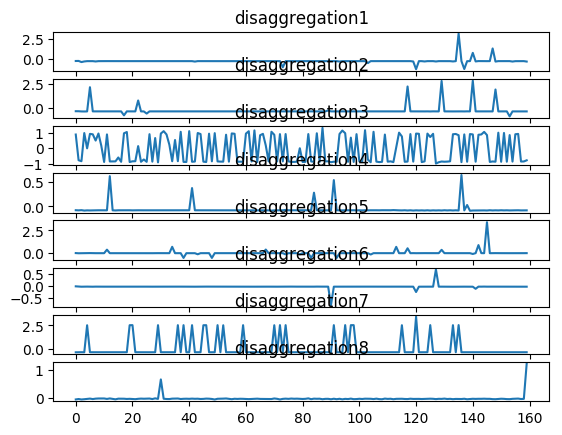 disaggregation1
2.5
0.0
disaggregation2
2.5
0.0
disaggregation3
1
0
−1
disaggregation4
0.5
0.0
disaggregation5
2.5
0.0
disaggregation6
0.5
0.0
−0.5
disaggregation7
2.5
0.0
disaggregation8
1
0
0 20 40 60 80 100 120 140 160